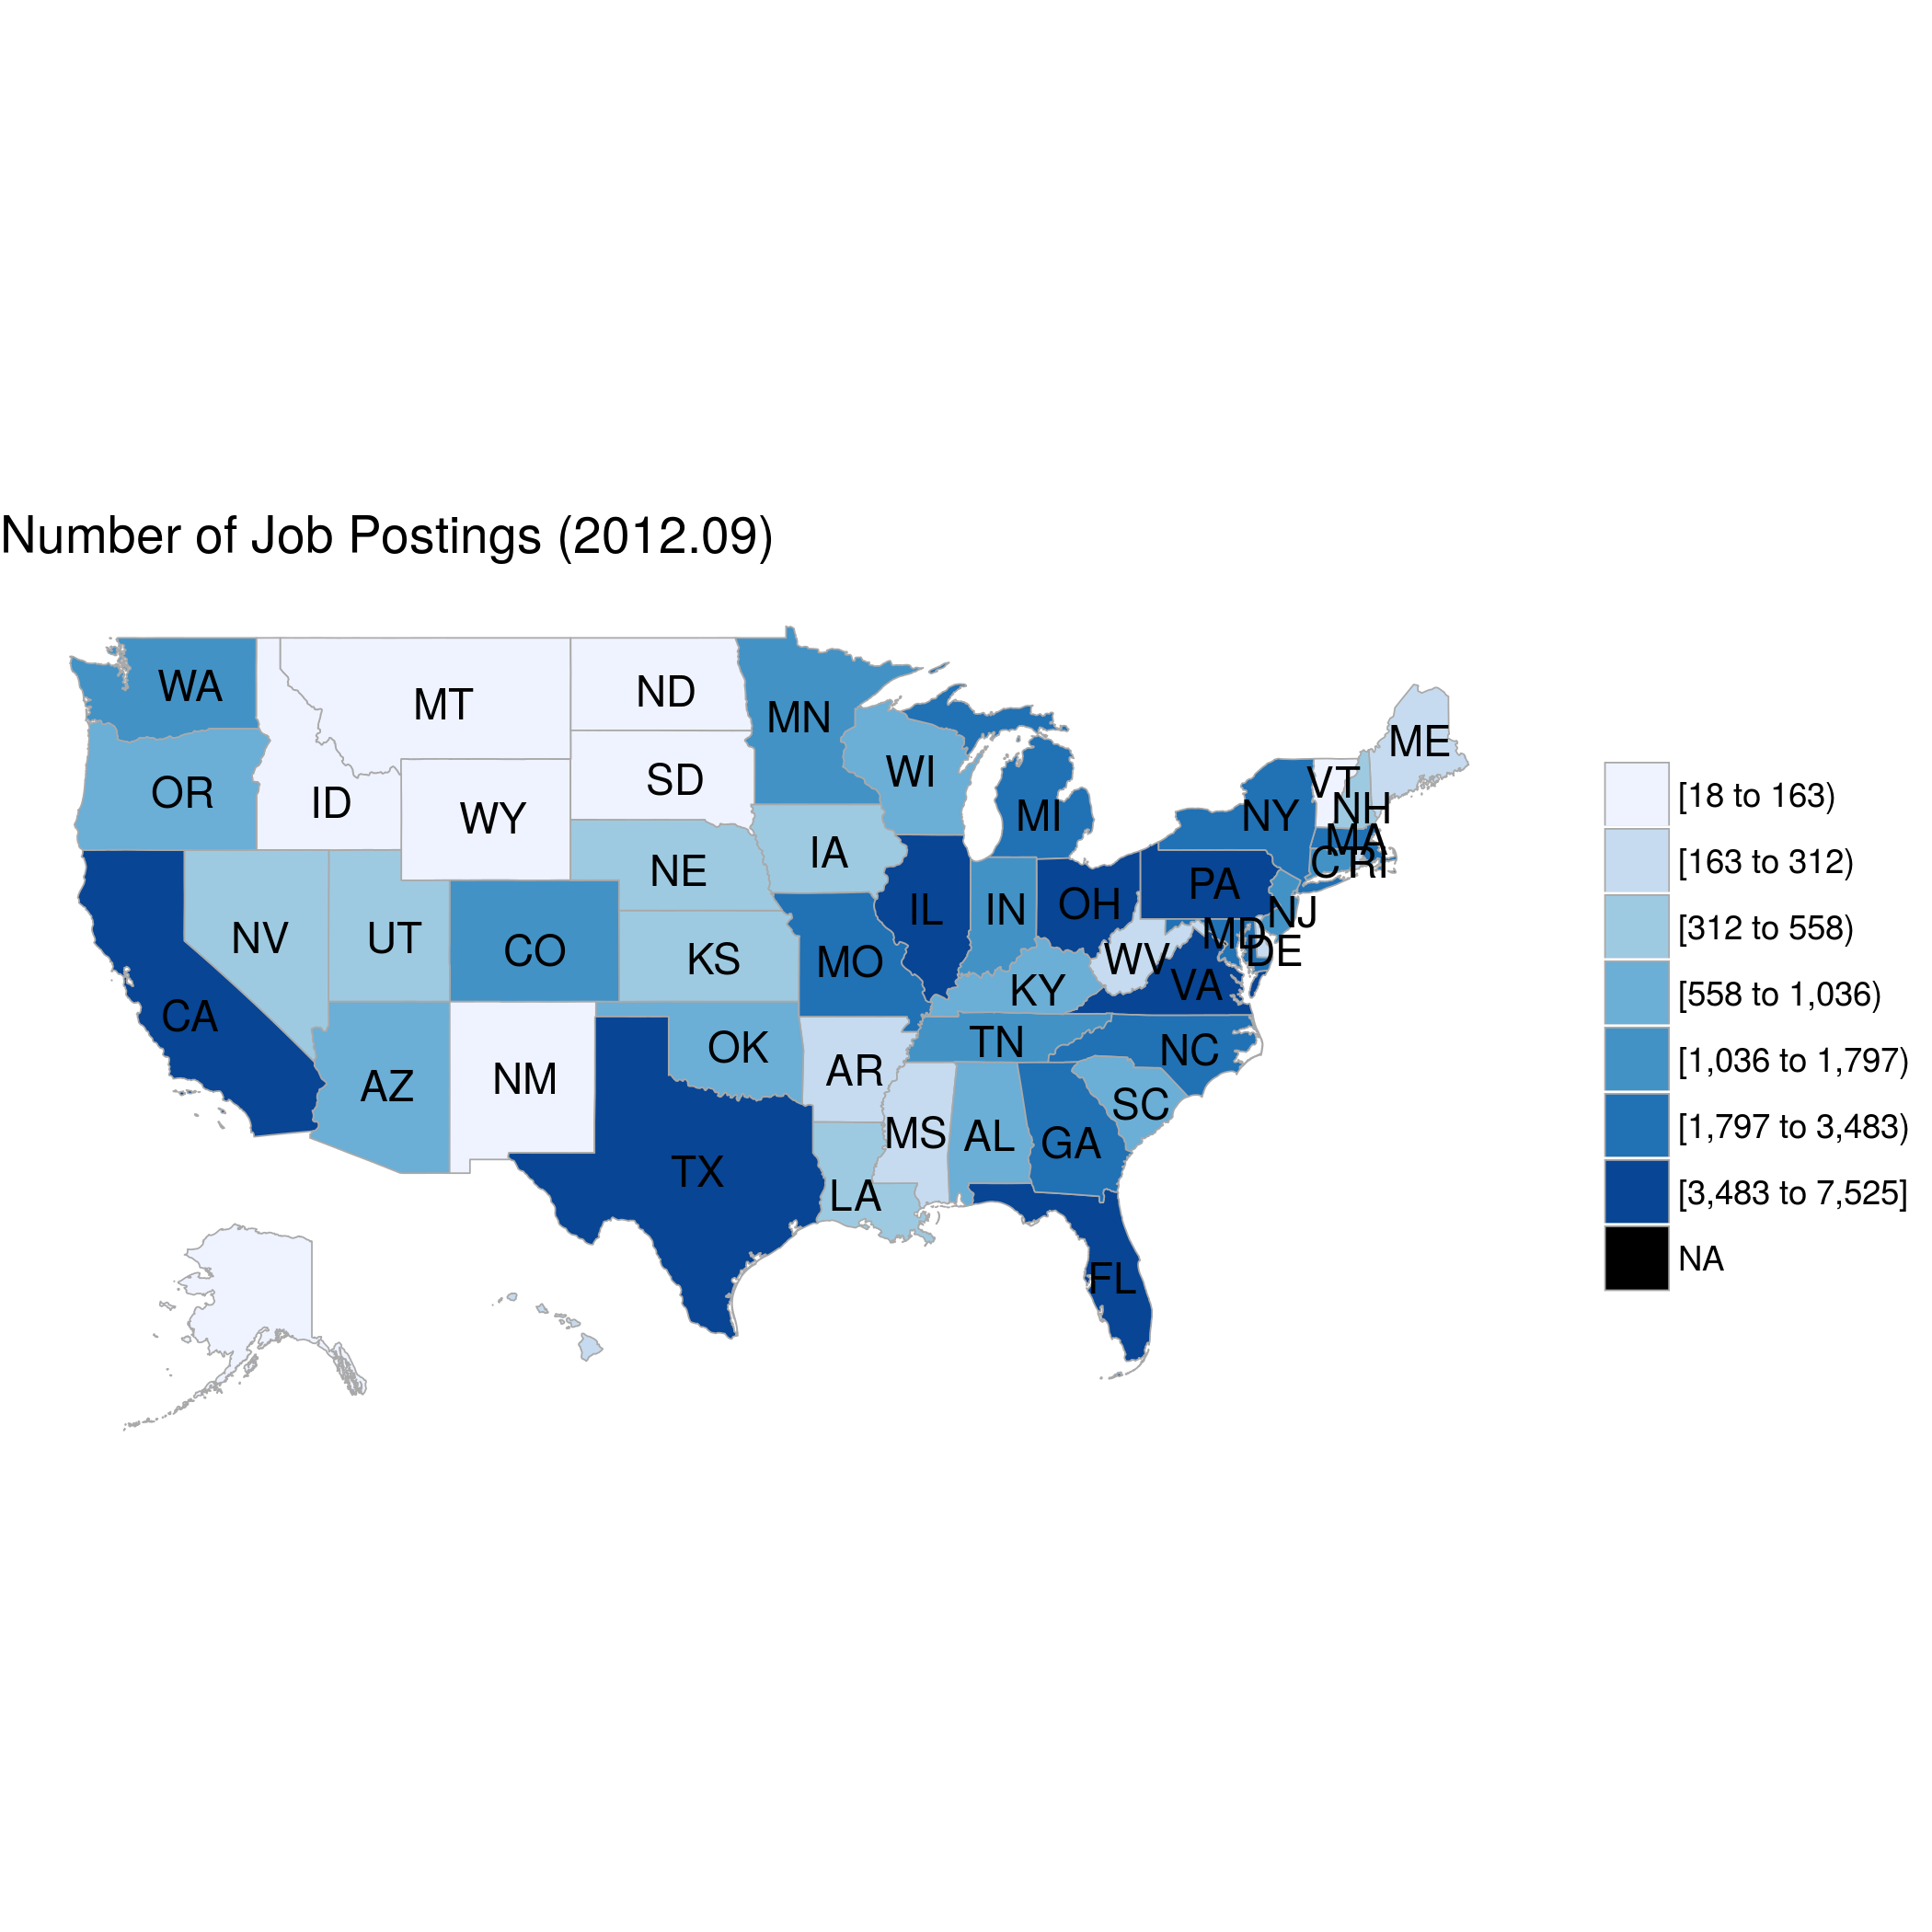 Number of Job Postings (2012.09)
WA
MT
ND
MN
ME
OR
ID
WY
SD
WI
MI
NY
VT
NH
MA
CT
RI
NE
IA
PA
NV
UT
CO
KS
MO
IL
IN
OH
NJ
MD
DE
WV
VA
KY
CA
AZ
NM
OK
AR
TN
NC
SC
TX
LA
MS
AL
GA
FL
[18 to 163)
[163 to 312)
[312 to 558)
[558 to 1,036)
[1,036 to 1,797)
[1,797 to 3,483)
[3,483 to 7,525]
NA